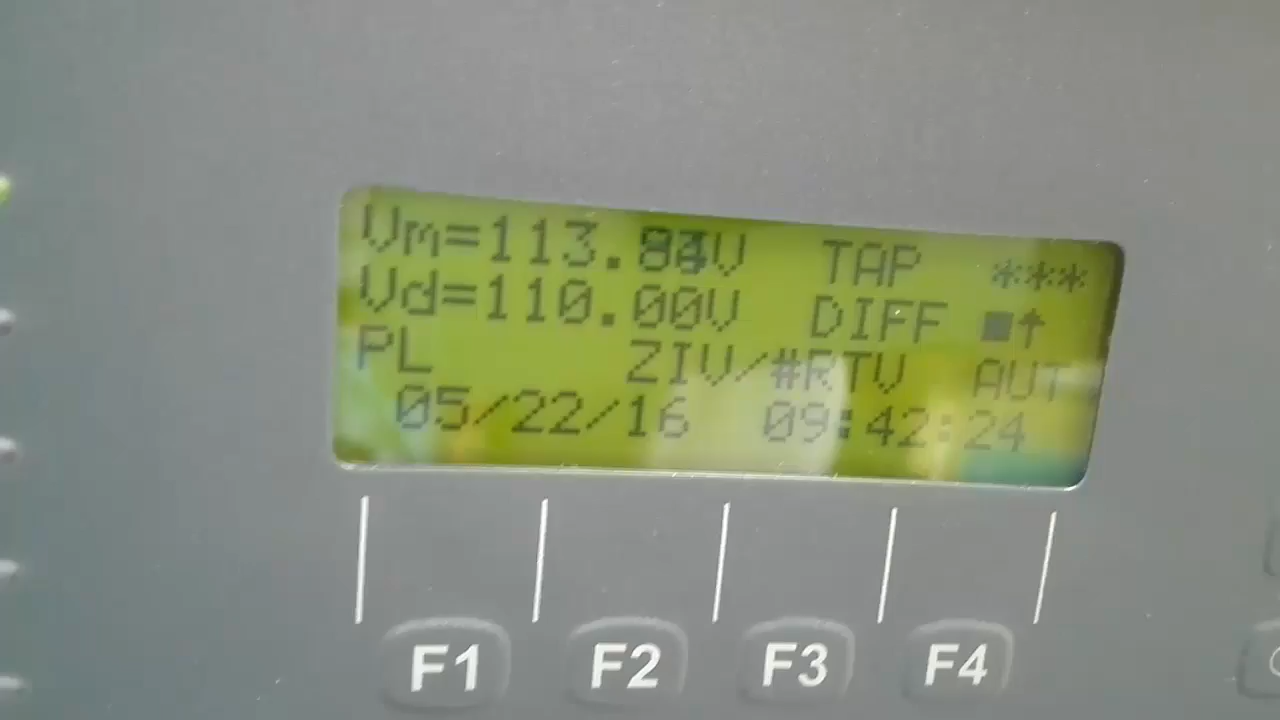 Vm=113. V TAP ***
Vd=110.00V DIFF ■↑
PL ZIV/#RTV AUT
05/22/16 09:42:24
F1 F2 F3 F4